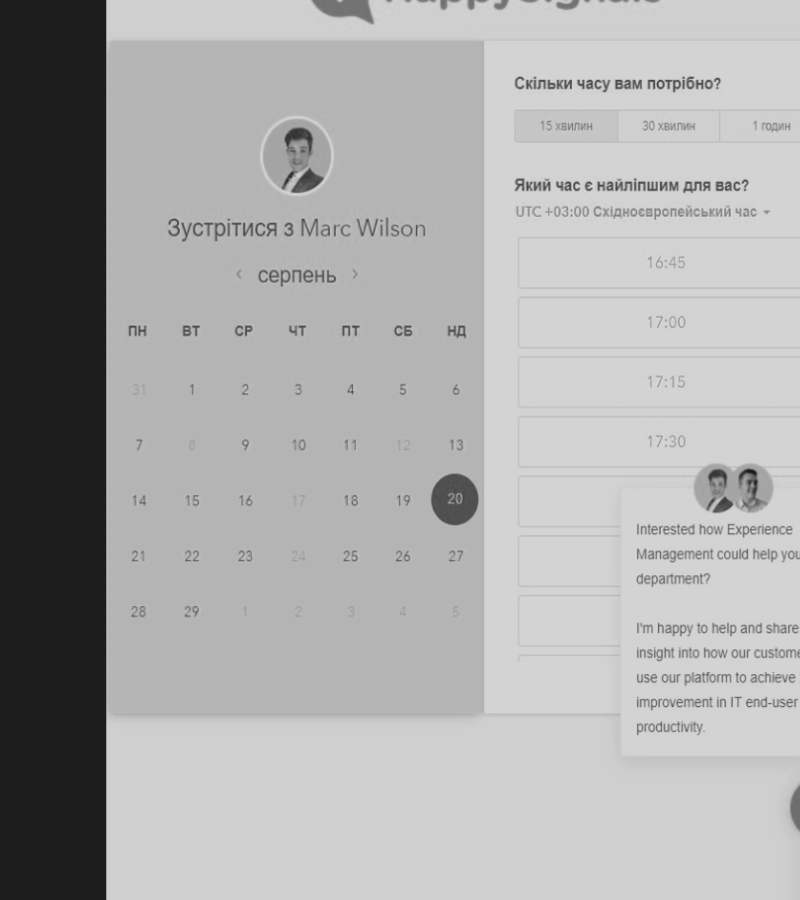 HappySignals
Зустрітися з Marc Wilson
‹ серпень ›
ПН ВТ СР ЧТ ПТ СБ НД
31 1 2 3 4 5 6
7 8 9 10 11 12 13
14 15 16 17 18 19 20
21 22 23 24 25 26 27
28 29 1 2 3 4 5
Скільки часу вам потрібно?
15 хвилин 30 хвилин 1 годин
Який час є найліпшим для вас?
UTC +03:00 Східноєвропейський час
16:45
17:00
17:15
17:30
Interested how Experience
Management could help you
department?
I'm happy to help and share
insight into how our custome
use our platform to achieve
improvement in IT end-user
productivity.